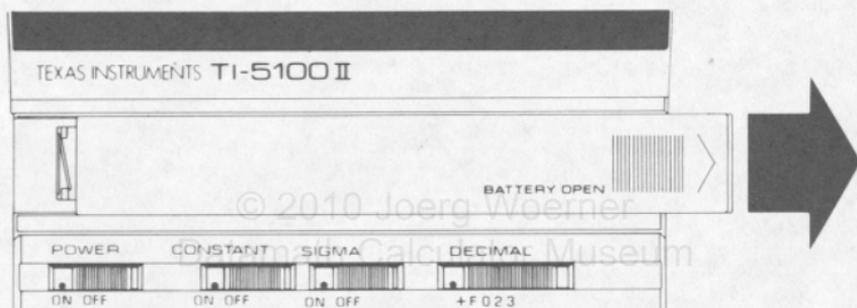 TEXAS INSTRUMENTS TI-5100 II
BATTERY OPEN
© 2010 Joerg Woerner
Datamath Calculator Museum
POWER CONSTANT SIGMA DECIMAL
ON OFF ON OFF ON OFF +F023